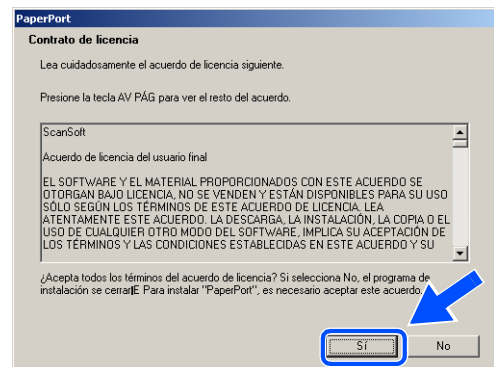 PaperPort
Contrato de licencia
Lea cuidadosamente el acuerdo de licencia siguiente.
Presione la tecla AV PÁG para ver el resto del acuerdo.
ScanSoft
Acuerdo de licencia del usuario final
EL SOFTWARE Y EL MATERIAL PROPORCIONADOS CON ESTE ACUERDO SE
OTORGAN BAJO LICENCIA, NO SE VENDEN Y ESTÁN DISPONIBLES PARA SU USO
SÓLO SEGÚN LOS TÉRMINOS DE ESTE ACUERDO DE LICENCIA. LEA
ATENTAMENTE ESTE ACUERDO. LA DESCARGA, LA INSTALACIÓN, LA COPIA O EL
USO DE CUALQUIER OTRO MODO DEL SOFTWARE, IMPLICA SU ACEPTACIÓN DE
LOS TÉRMINOS Y LAS CONDICIONES ESTABLECIDAS EN ESTE ACUERDO Y SU
¿Acepta todos los términos del acuerdo de licencia? Si selecciona No, el programa de
instalación se cerrarE Para instalar "PaperPort", es necesario aceptar este acuerdo.
Sí
No